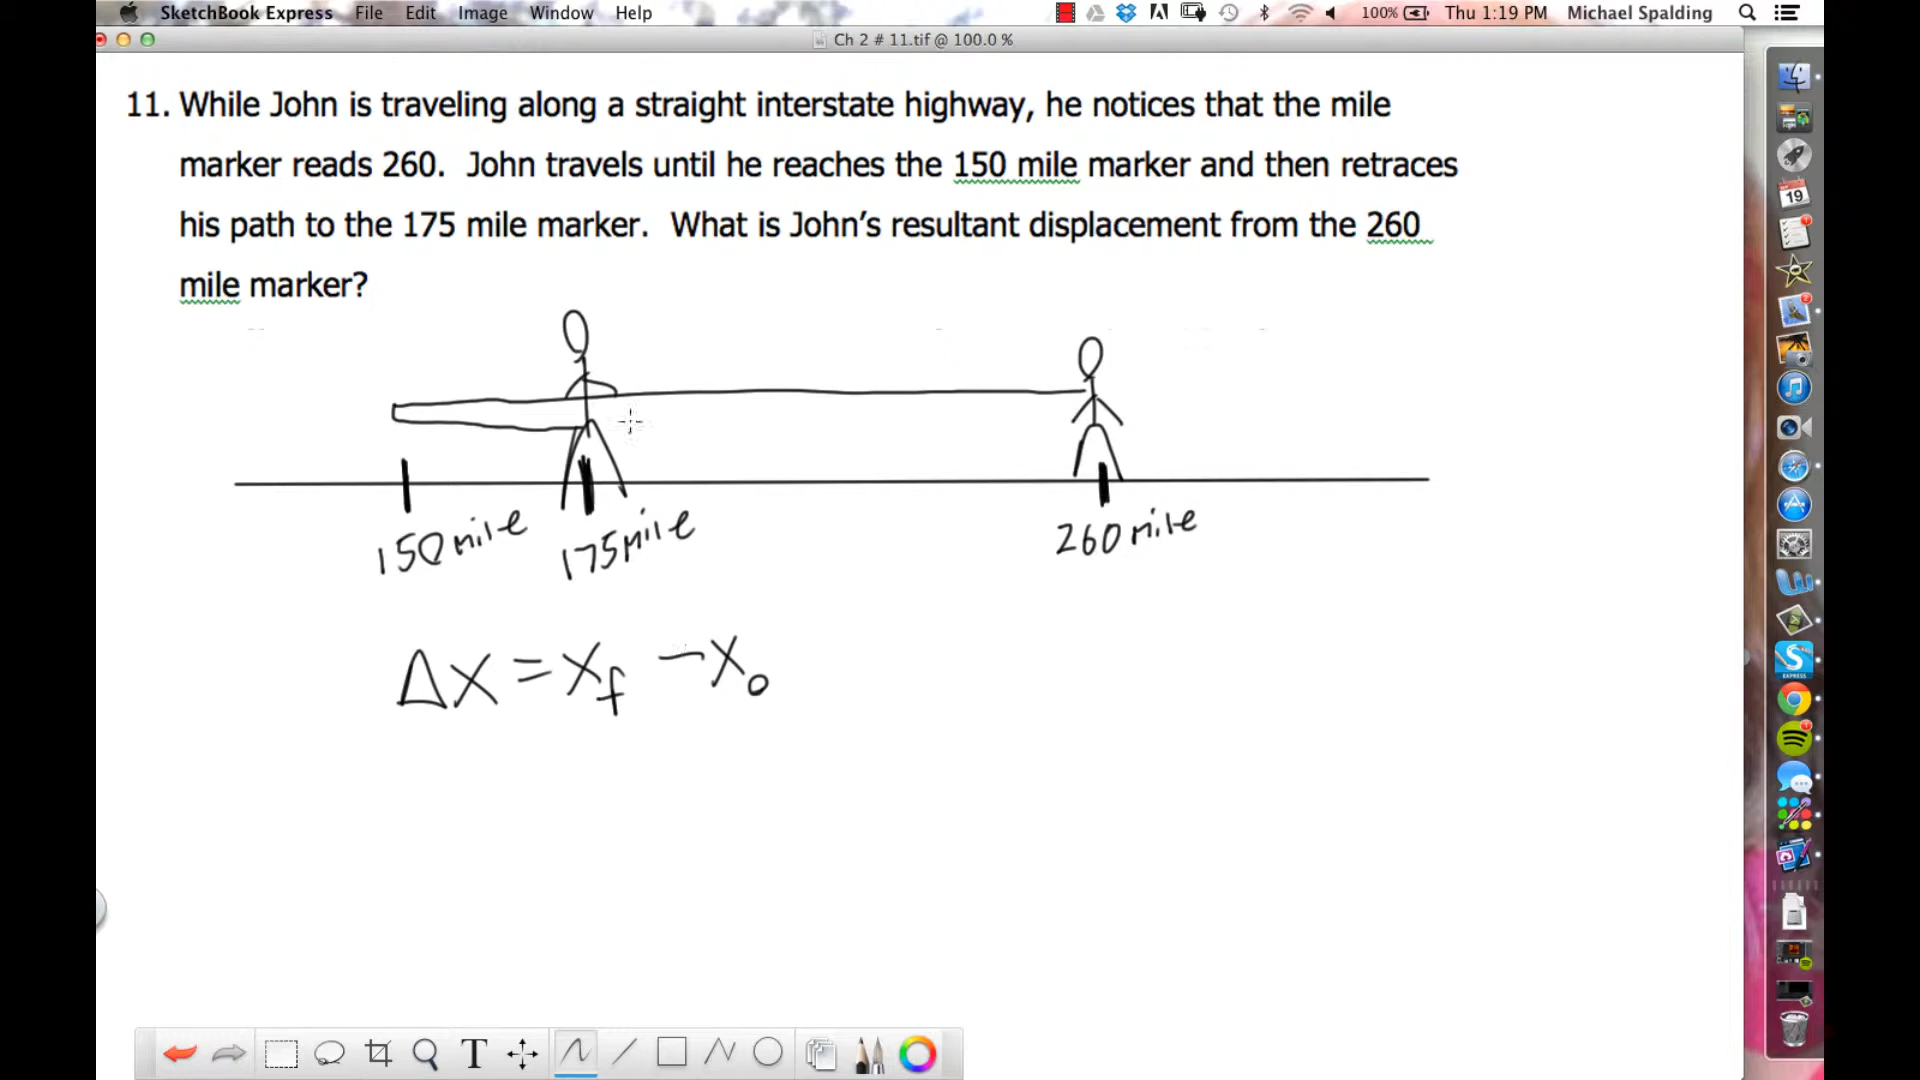 SketchBook Express File Edit Image Window Help 100% Thu 1:19 PM Michael Spalding
Ch 2 # 11.tif @ 100.0 %
11. While John is traveling along a straight interstate highway, he notices that the mile
marker reads 260. John travels until he reaches the 150 mile marker and then retraces
his path to the 175 mile marker. What is John's resultant displacement from the 260
mile marker?
150 mile 175 mile 260 mile
Δx = xf - xo
19
S
EXPRESS
T